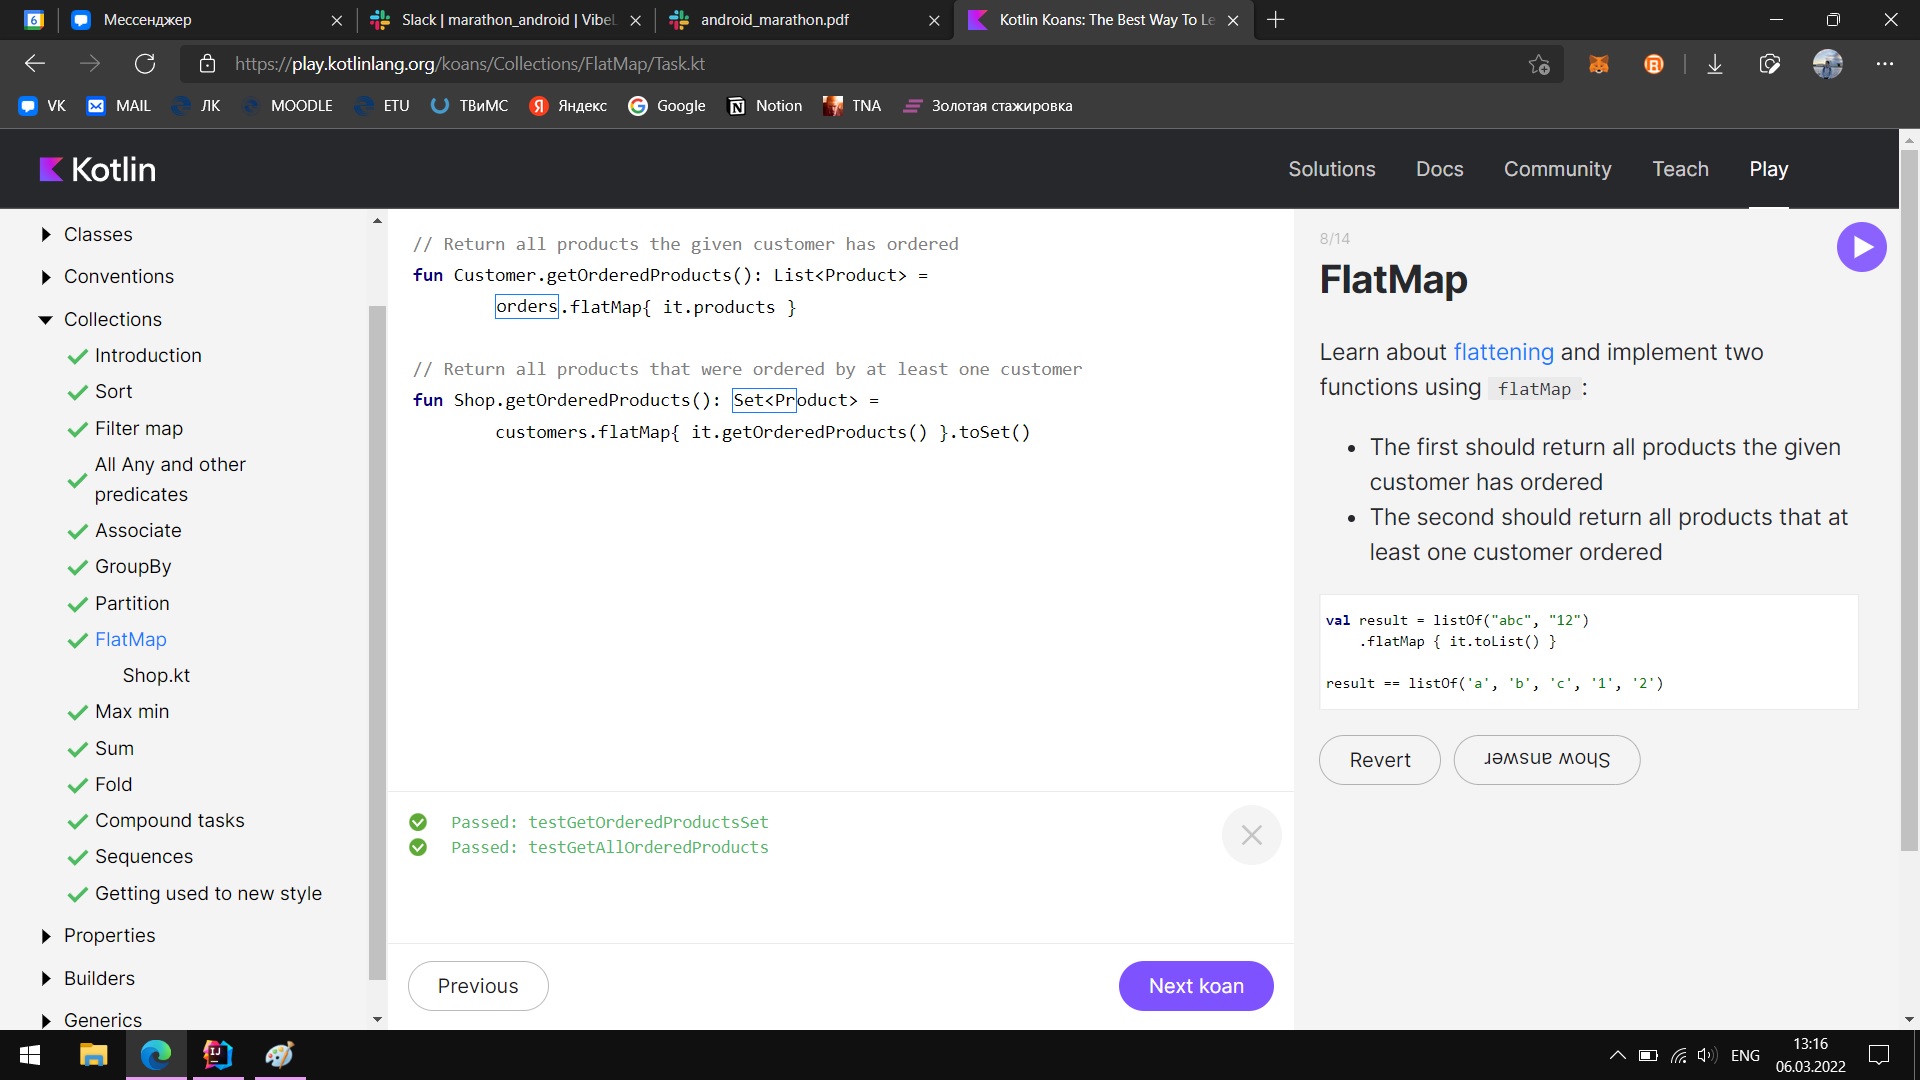 6
Мессенджер
Slack | marathon_android | VibeL
android_marathon.pdf
Kotlin Koans: The Best Way To Le
https://play.kotlinlang.org/koans/Collections/FlatMap/Task.kt
VK
MAIL
ЛК
MOODLE
ETU
ТВиМС
Яндекс
Google
Notion
TNA
Золотая стажировка
Kotlin
Solutions
Docs
Community
Teach
Play
Classes
Conventions
Collections
Introduction
Sort
Filter map
All Any and other
predicates
Associate
GroupBy
Partition
FlatMap
Shop.kt
Max min
Sum
Fold
Compound tasks
Sequences
Getting used to new style
Properties
Builders
Generics
// Return all products the given customer has ordered
fun Customer.getOrderedProducts(): List<Product> =
orders.flatMap{ it.products }
// Return all products that were ordered by at least one customer
fun Shop.getOrderedProducts(): Set<Product> =
customers.flatMap{ it.getOrderedProducts() }.toSet()
Passed: testGetOrderedProductsSet
Passed: testGetAllOrderedProducts
Previous
Next koan
8/14
FlatMap
Learn about flattening and implement two
functions using flatMap :
• The first should return all products the given
customer has ordered
• The second should return all products that at
least one customer ordered
val result = listOf("abc", "12")
.flatMap { it.toList() }
result == listOf('a', 'b', 'c', '1', '2')
Revert
Show answer
ENG
13:16
06.03.2022